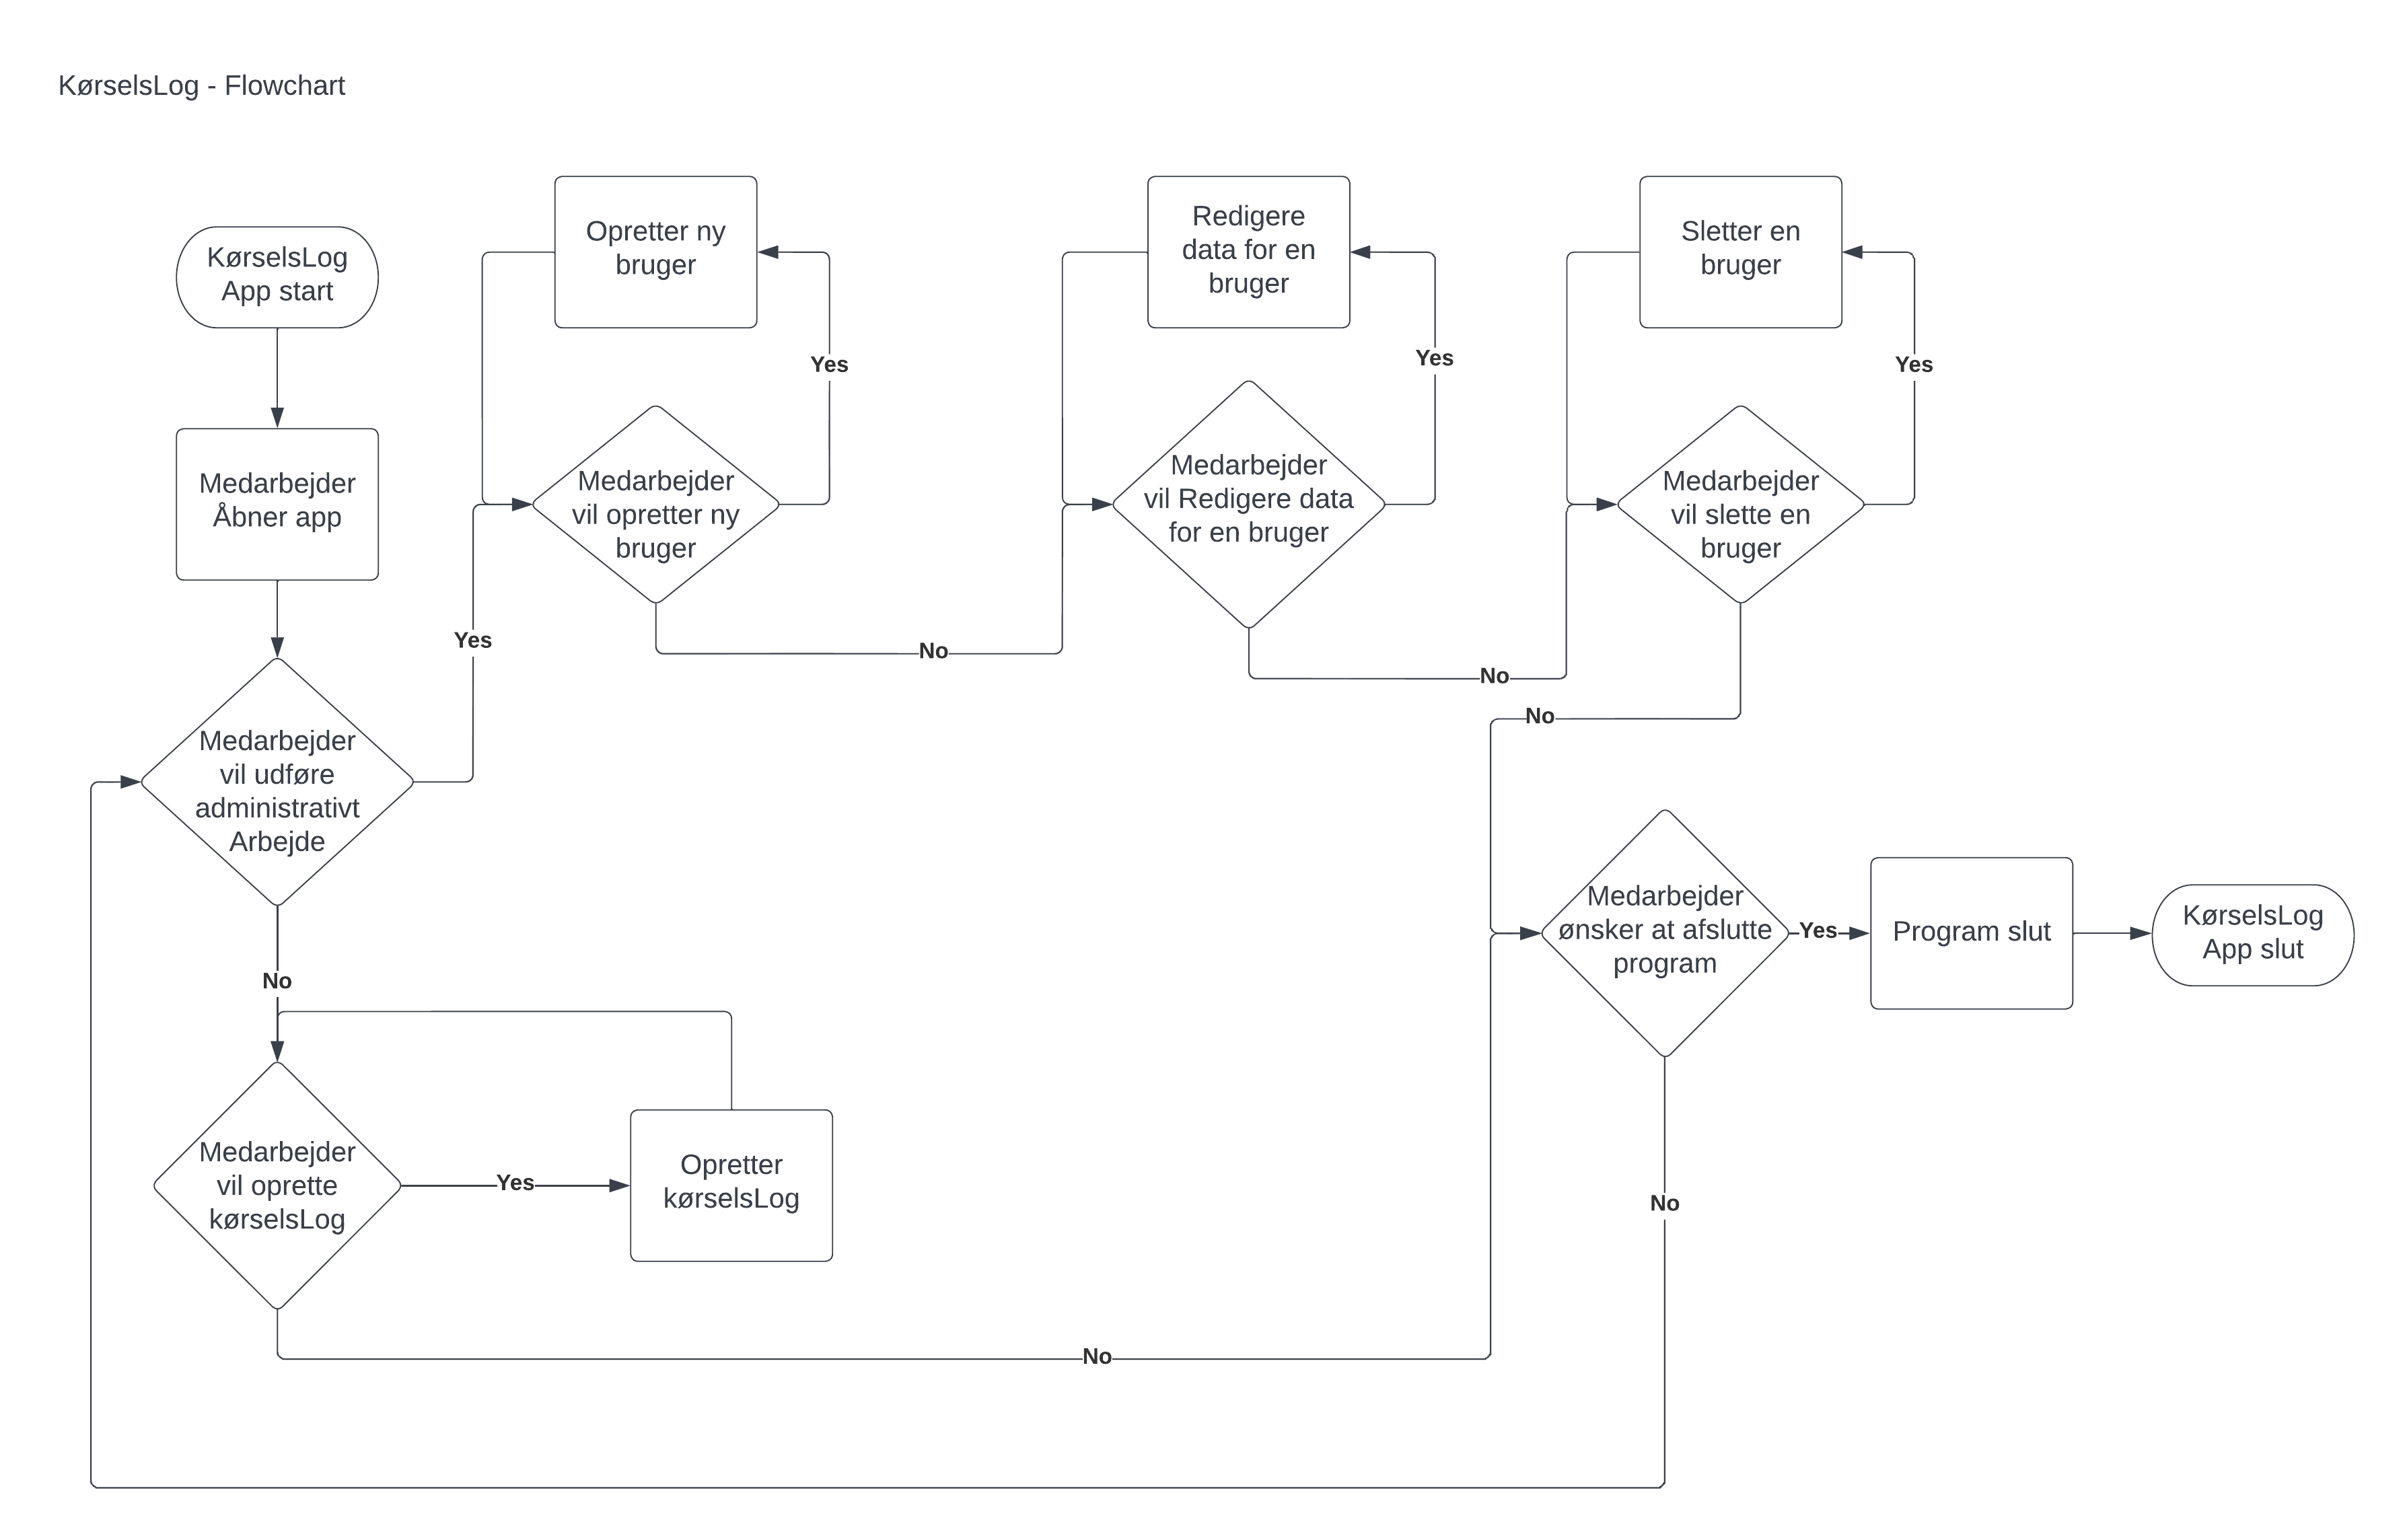 KørselsLog - Flowchart
KørselsLog
App start
Medarbejder
Åbner app
Medarbejder
vil udføre
administrativt
Arbejde
Yes
No
Opretter ny
bruger
Yes
Medarbejder
vil opretter ny
bruger
No
Redigere
data for en
bruger
Yes
Medarbejder
vil Redigere data
for en bruger
No
Sletter en
bruger
Yes
Medarbejder
vil slette en
bruger
No
Medarbejder
vil oprette
kørselsLog
Yes
Opretter
kørselsLog
No
Medarbejder
ønsker at afslutte
program
Yes
Program slut
KørselsLog
App slut
No